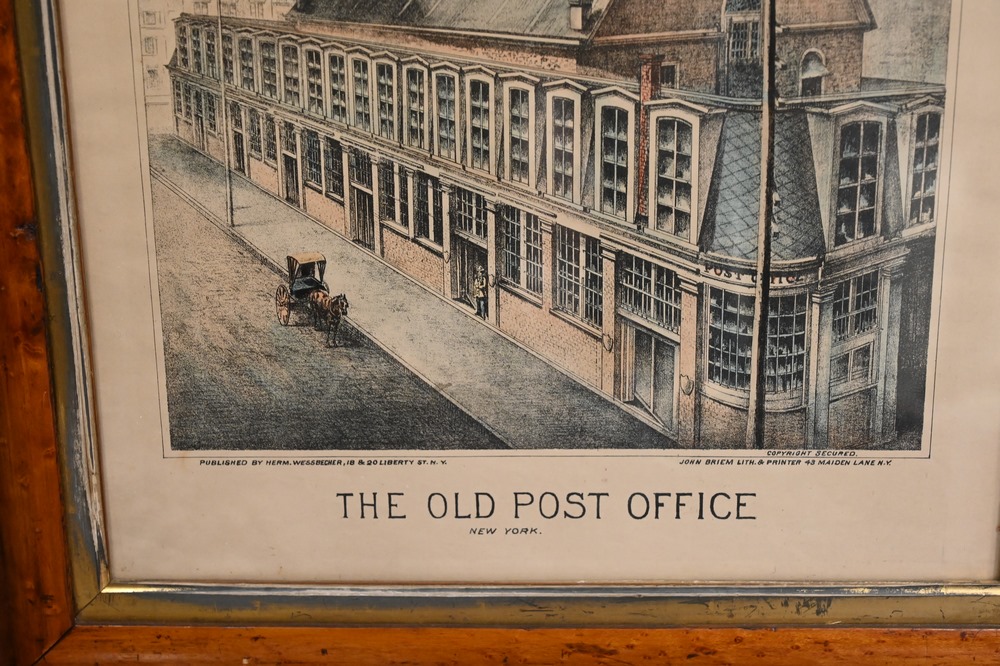 POST OFFICE
COPYRIGHT SECURED.
PUBLISHED BY HERM. WESSBECHER, 18 & 20 LIBERTY ST. N.Y.
JOHN BRIEM LITH. & PRINTER 43 MAIDEN LANE N.Y.
THE OLD POST OFFICE
NEW YORK.